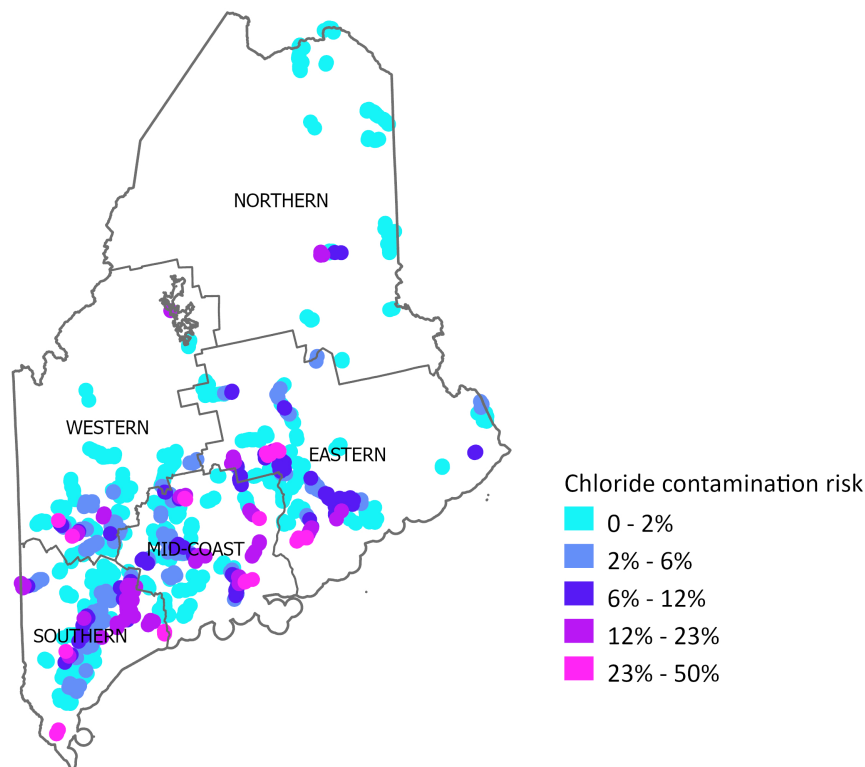 NORTHERN
WESTERN
EASTERN
MID-COAST
SOUTHERN
Chloride contamination risk
0 - 2%
2% - 6%
6% - 12%
12% - 23%
23% - 50%